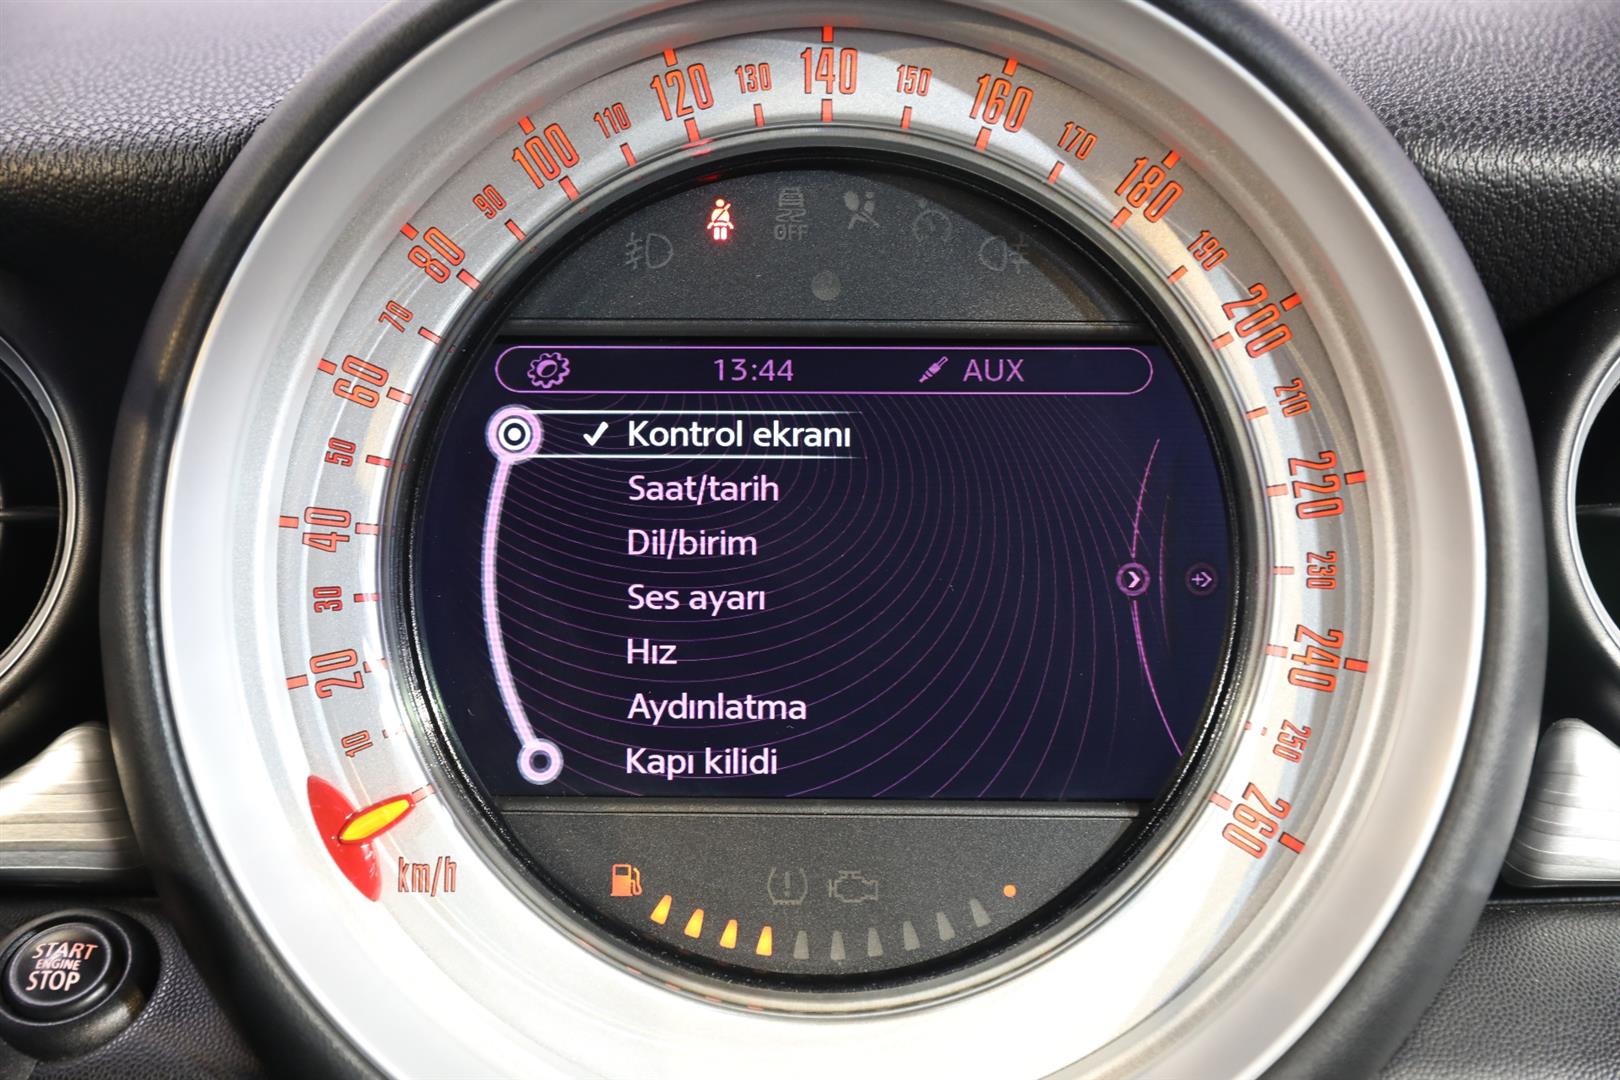 10
20
30
40
50
60
70
80
90
100
110
120
130
140
150
160
170
180
190
200
210
220
230
240
250
260
km/h
OFF
13:44 AUX
✓ Kontrol ekranı
Saat/tarih
Dil/birim
Ses ayarı
Hız
Aydınlatma
Kapı kilidi
START
ENGINE
STOP